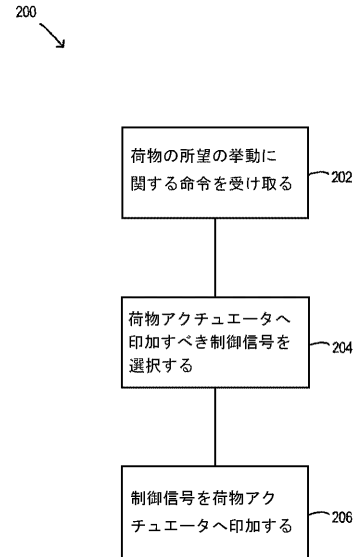 200
荷物の所望の挙動に
関する命令を受け取る
202
荷物アクチュエータへ
印加すべき制御信号を
選択する
204
制御信号を荷物アク
チュエータへ印加する
206